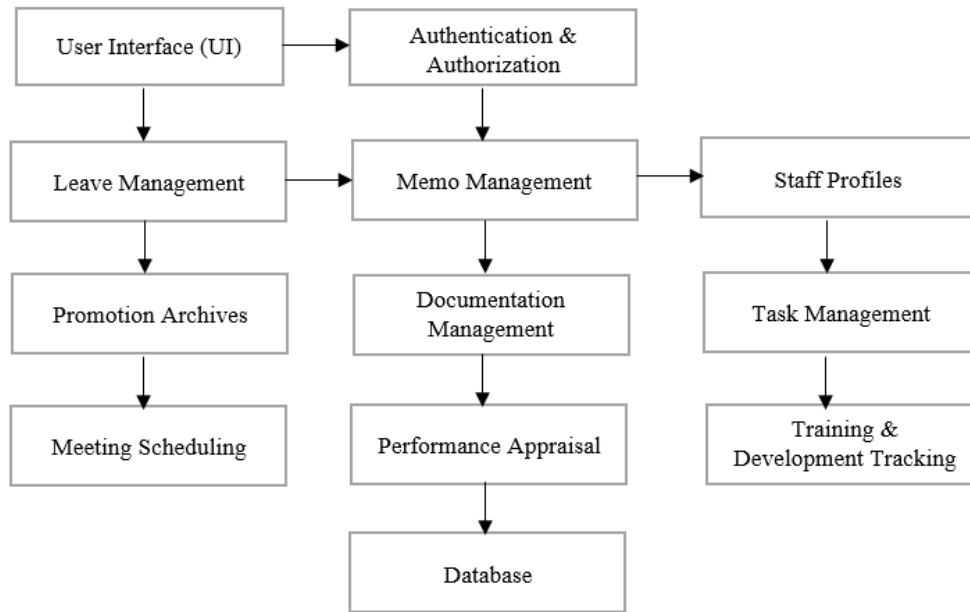 User Interface (UI)
Authentication &
Authorization
Leave Management
Memo Management
Staff Profiles
Promotion Archives
Documentation
Management
Task Management
Meeting Scheduling
Performance Appraisal
Training &
Development Tracking
Database